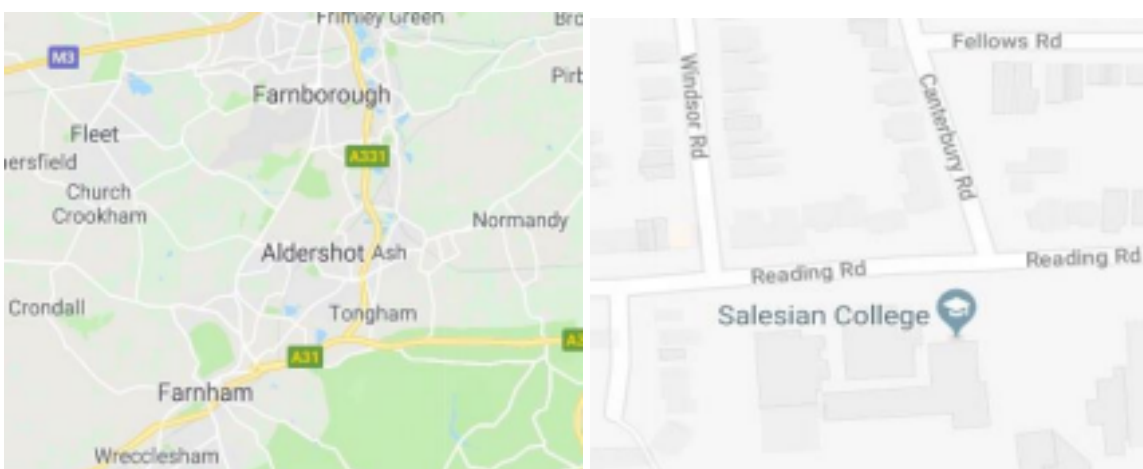 Frimley Green
M3
Farnborough
Fleet
ersfield
A331
Church
Crookham
Normandy
Aldershot
Ash
Crondall
Tongham
A31
Farnham
Wrecclesham
Fellows Rd
Windsor Rd
Canterbury Rd
Reading Rd
Reading Rd
Salesian College